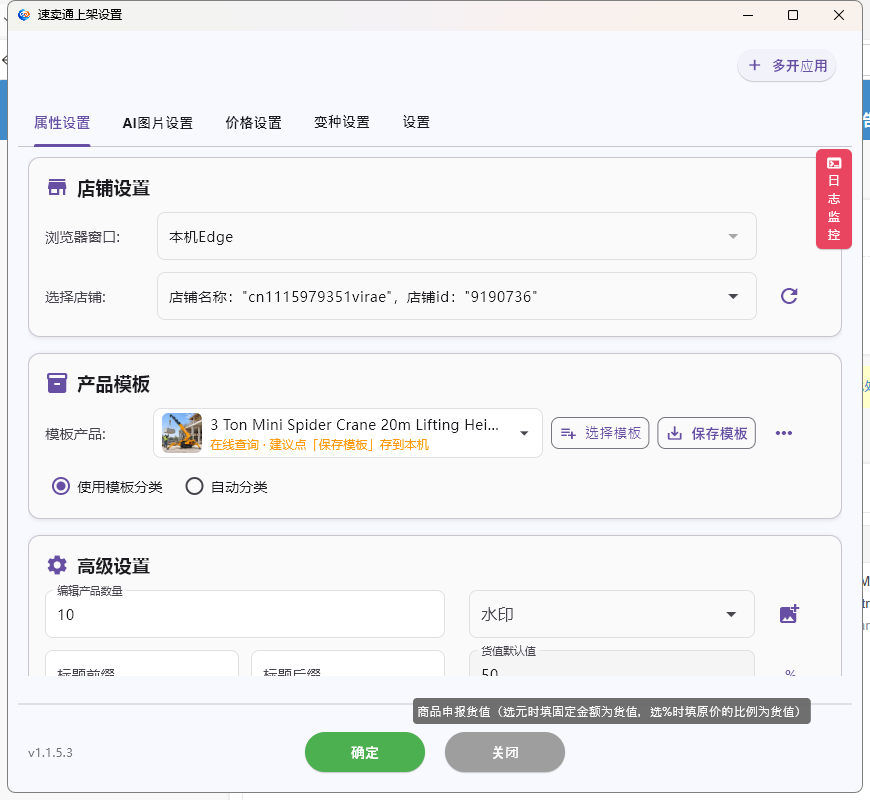 速卖通上架设置
+ 多开应用
属性设置 AI图片设置 价格设置 变种设置 设置
日志监控
店铺设置
浏览器窗口: 本机Edge
选择店铺: 店铺名称："cn1115979351virae"，店铺id："9190736"
产品模板
模板产品: 3 Ton Mini Spider Crane 20m Lifting Hei...
在线查询 · 建议点「保存模板」存到本机
选择模板 保存模板
使用模板分类 自动分类
高级设置
编辑产品数量
10 水印
货值默认值
标题前缀 标题后缀 50 %
商品申报货值（选元时填固定金额为货值，选%时填原价的比例为货值）
v1.1.5.3 确定 关闭